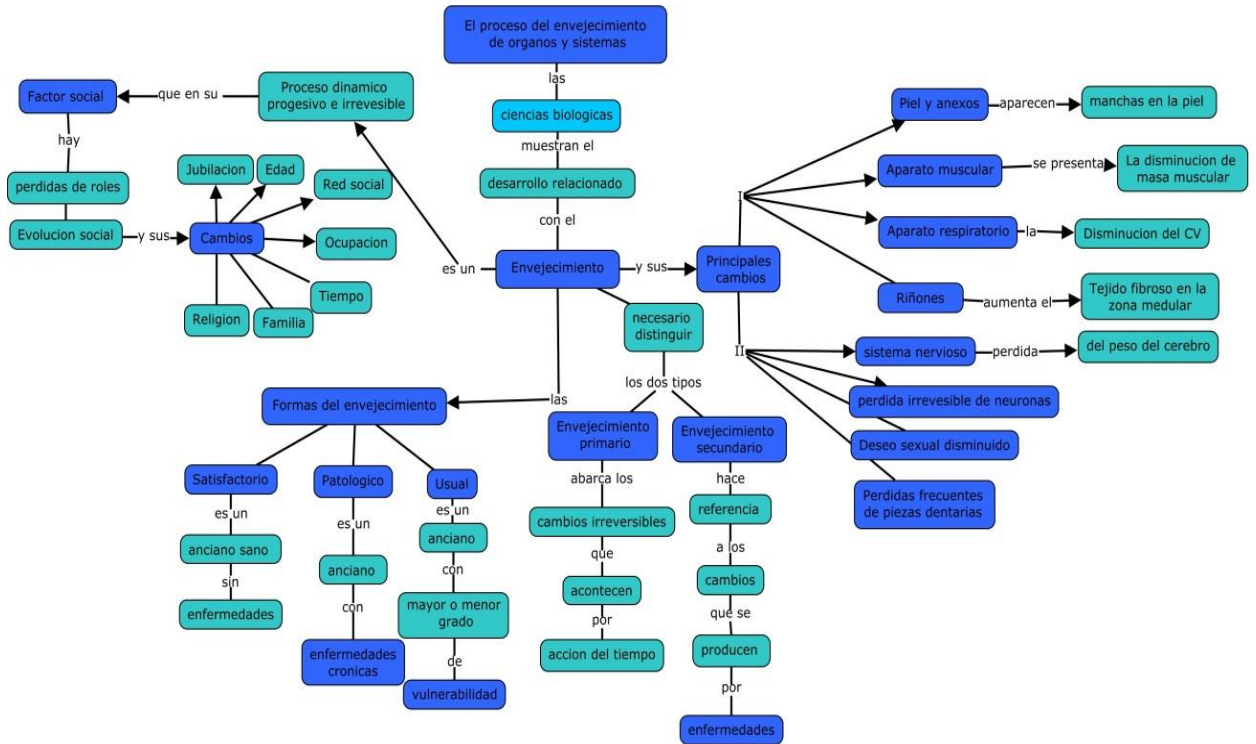 El proceso del envejecimiento
de organos y sistemas
las
ciencias biologicas
muestran el
desarrollo relacionado
con el
Envejecimiento
es un
Proceso dinamico
progesivo e irrevesible
que en su
Factor social
hay
perdidas de roles
Evolucion social
y sus
Cambios
Jubilacion
Edad
Red social
Ocupacion
Tiempo
Familia
Religion
y sus
Principales
cambios
I
Piel y anexos
aparecen
manchas en la piel
Aparato muscular
se presenta
La disminucion de
masa muscular
Aparato respiratorio
la
Disminucion del CV
Riñones
aumenta el
Tejido fibroso en la
zona medular
II
sistema nervioso
perdida
del peso del cerebro
perdida irrevesible de neuronas
Deseo sexual disminuido
Perdidas frecuentes
de piezas dentarias
necesario
distinguir
los dos tipos
Envejecimiento
primario
abarca los
cambios irreversibles
que
acontecen
por
accion del tiempo
Envejecimiento
secundario
hace
referencia
a los
cambios
que se
producen
por
enfermedades
las
Formas del envejecimiento
Satisfactorio
es un
anciano sano
sin
enfermedades
Patologico
es un
anciano
con
enfermedades
cronicas
Usual
es un
anciano
con
mayor o menor
grado
de
vulnerabilidad